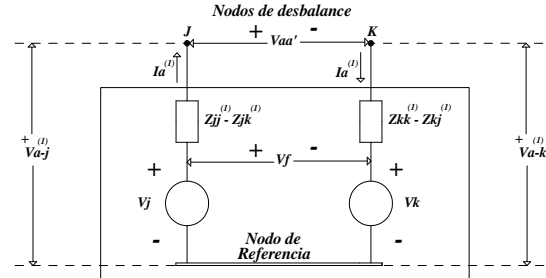 Nodos de desbalance
J + - K
Vaa'
Ia(1) Ia(1)
Zjj(1) - Zjk(1) Zkk(1) - Zkj(1)
+ Va-j(1) + Va-k(1)
+ + - +
Vf
Vj Vk
- -
Nodo de
Referencia